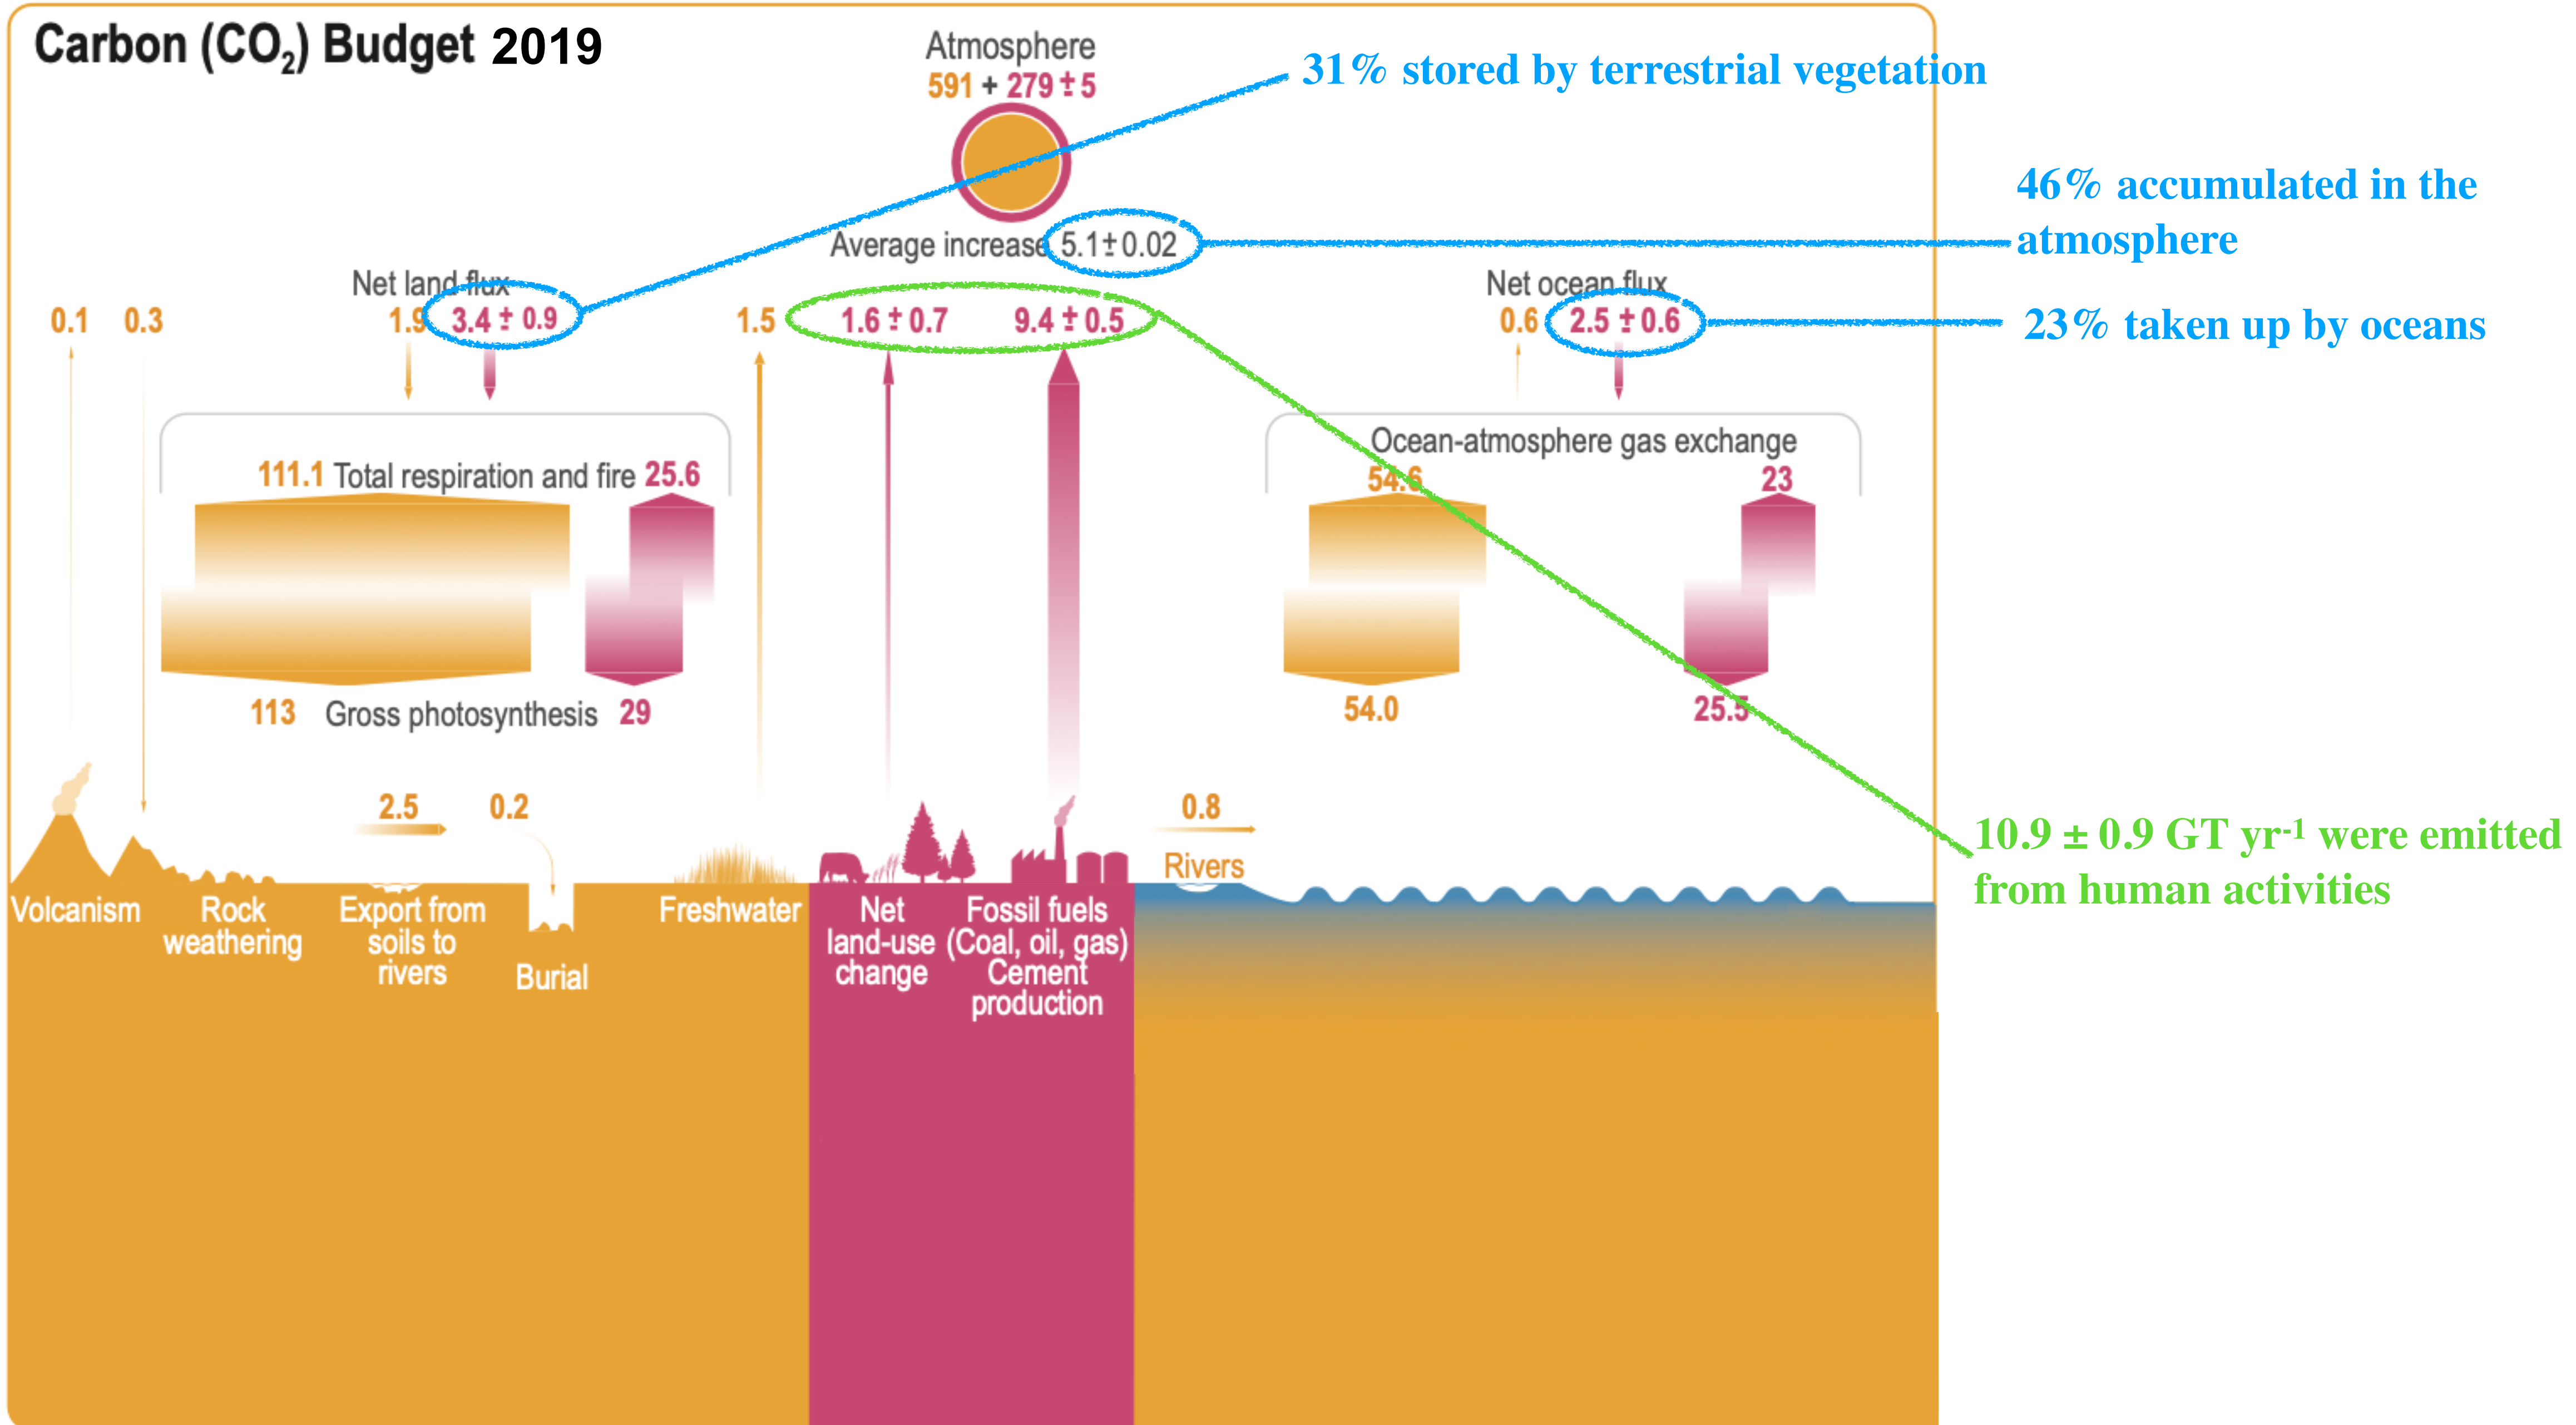 Carbon (CO₂) Budget 2019
Atmosphere
591 + 279 ± 5
31% stored by terrestrial vegetation
46% accumulated in the
atmosphere
Average increase 5.1 ± 0.02
Net land flux
Net ocean flux
0.1
0.3
1.9
3.4 ± 0.9
1.5
1.6 ± 0.7
9.4 ± 0.5
0.6
2.5 ± 0.6
23% taken up by oceans
111.1 Total respiration and fire 25.6
Ocean-atmosphere gas exchange
54.6
23
113 Gross photosynthesis 29
54.0
25.5
2.5
0.2
0.8
Rivers
10.9 ± 0.9 GT yr⁻¹ were emitted
from human activities
Volcanism
Rock
weathering
Export from
soils to
rivers
Burial
Freshwater
Net
land-use
change
Fossil fuels
(Coal, oil, gas)
Cement
production